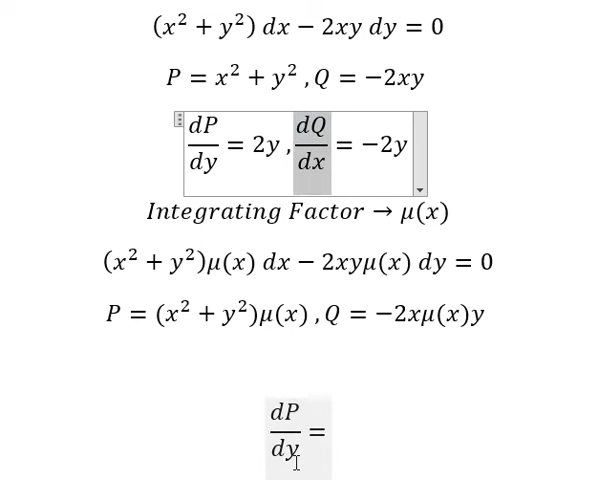 (x² + y²) dx − 2xy dy = 0
P = x² + y² , Q = −2xy
dP/dy = 2y , dQ/dx = −2y
Integrating Factor → μ(x)
(x² + y²)μ(x) dx − 2xyμ(x) dy = 0
P = (x² + y²)μ(x) , Q = −2xμ(x)y
dP/dy =